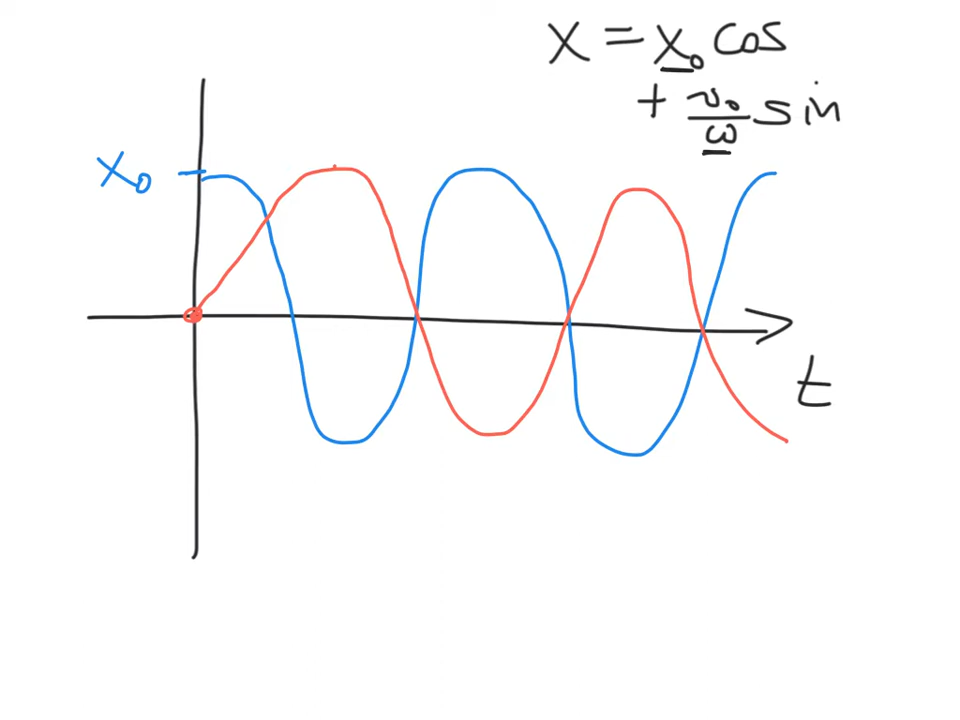 x = x₀ cos
+ v₀/ω sin
x₀
t